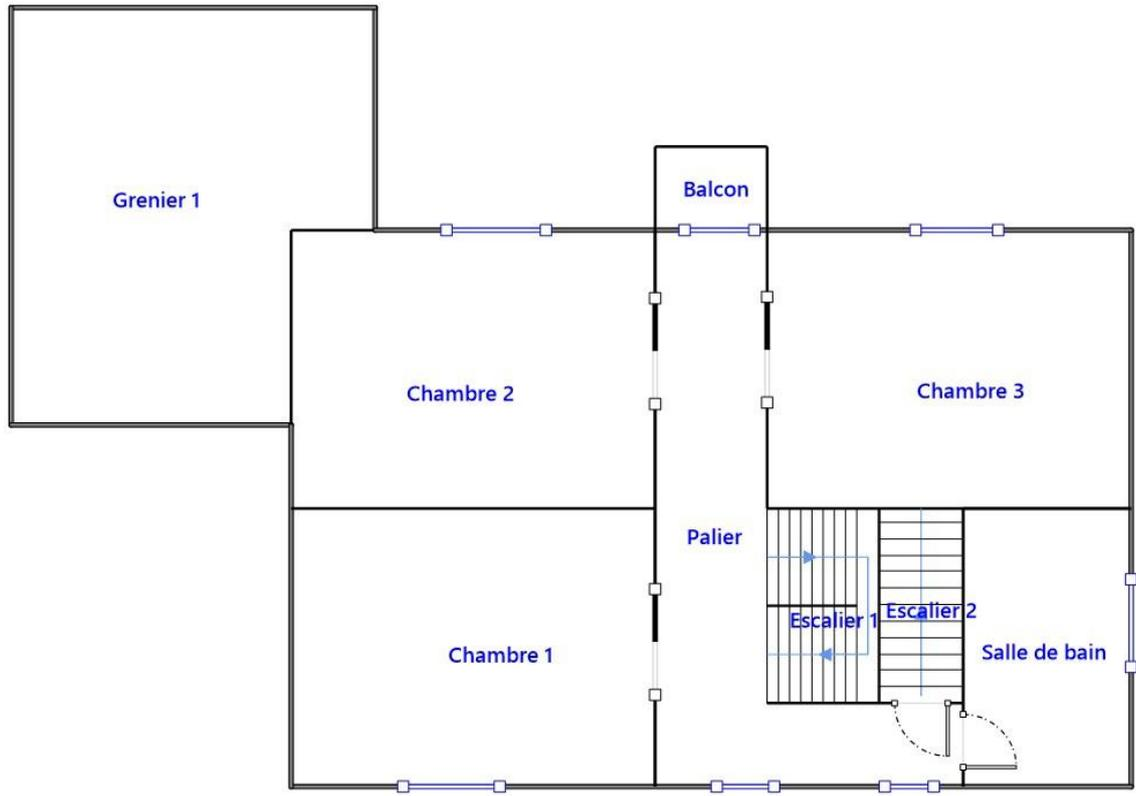 Balcon
Grenier 1
Chambre 2
Chambre 3
Palier
Escalier 1
Escalier 2
Chambre 1
Salle de bain